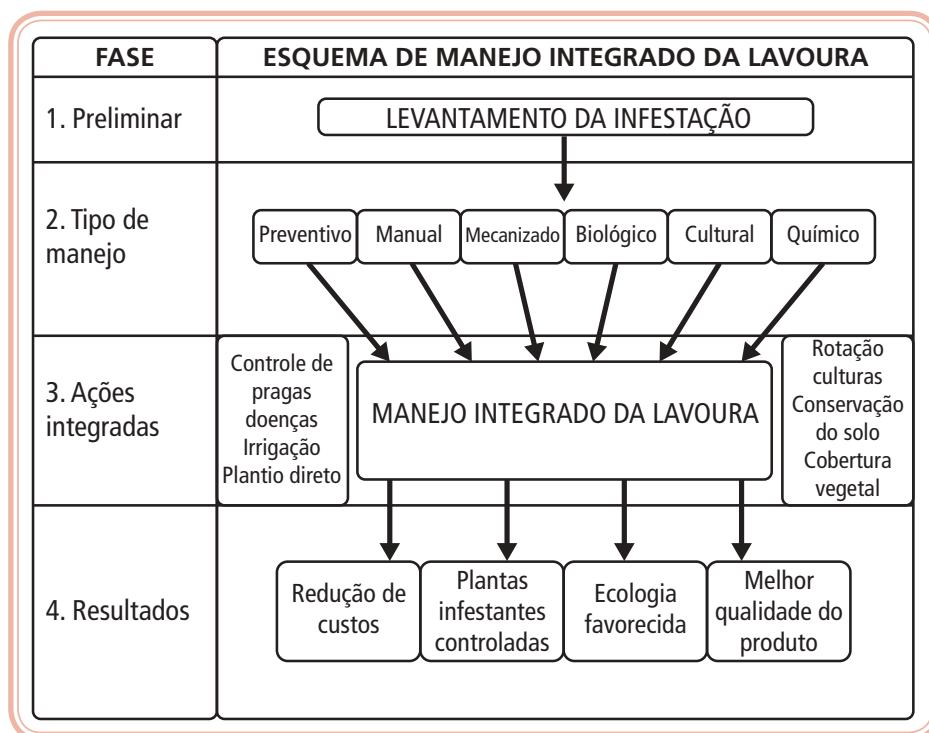 FASE
ESQUEMA DE MANEJO INTEGRADO DA LAVOURA
1. Preliminar
LEVANTAMENTO DA INFESTAÇÃO
2. Tipo de
manejo
Preventivo
Manual
Mecanizado
Biológico
Cultural
Químico
3. Ações
integradas
Controle de
pragas
doenças
Irrigação
Plantio direto
MANEJO INTEGRADO DA LAVOURA
Rotação
culturas
Conservação
do solo
Cobertura
vegetal
4. Resultados
Redução de
custos
Plantas
infestantes
controladas
Ecologia
favorecida
Melhor
qualidade do
produto